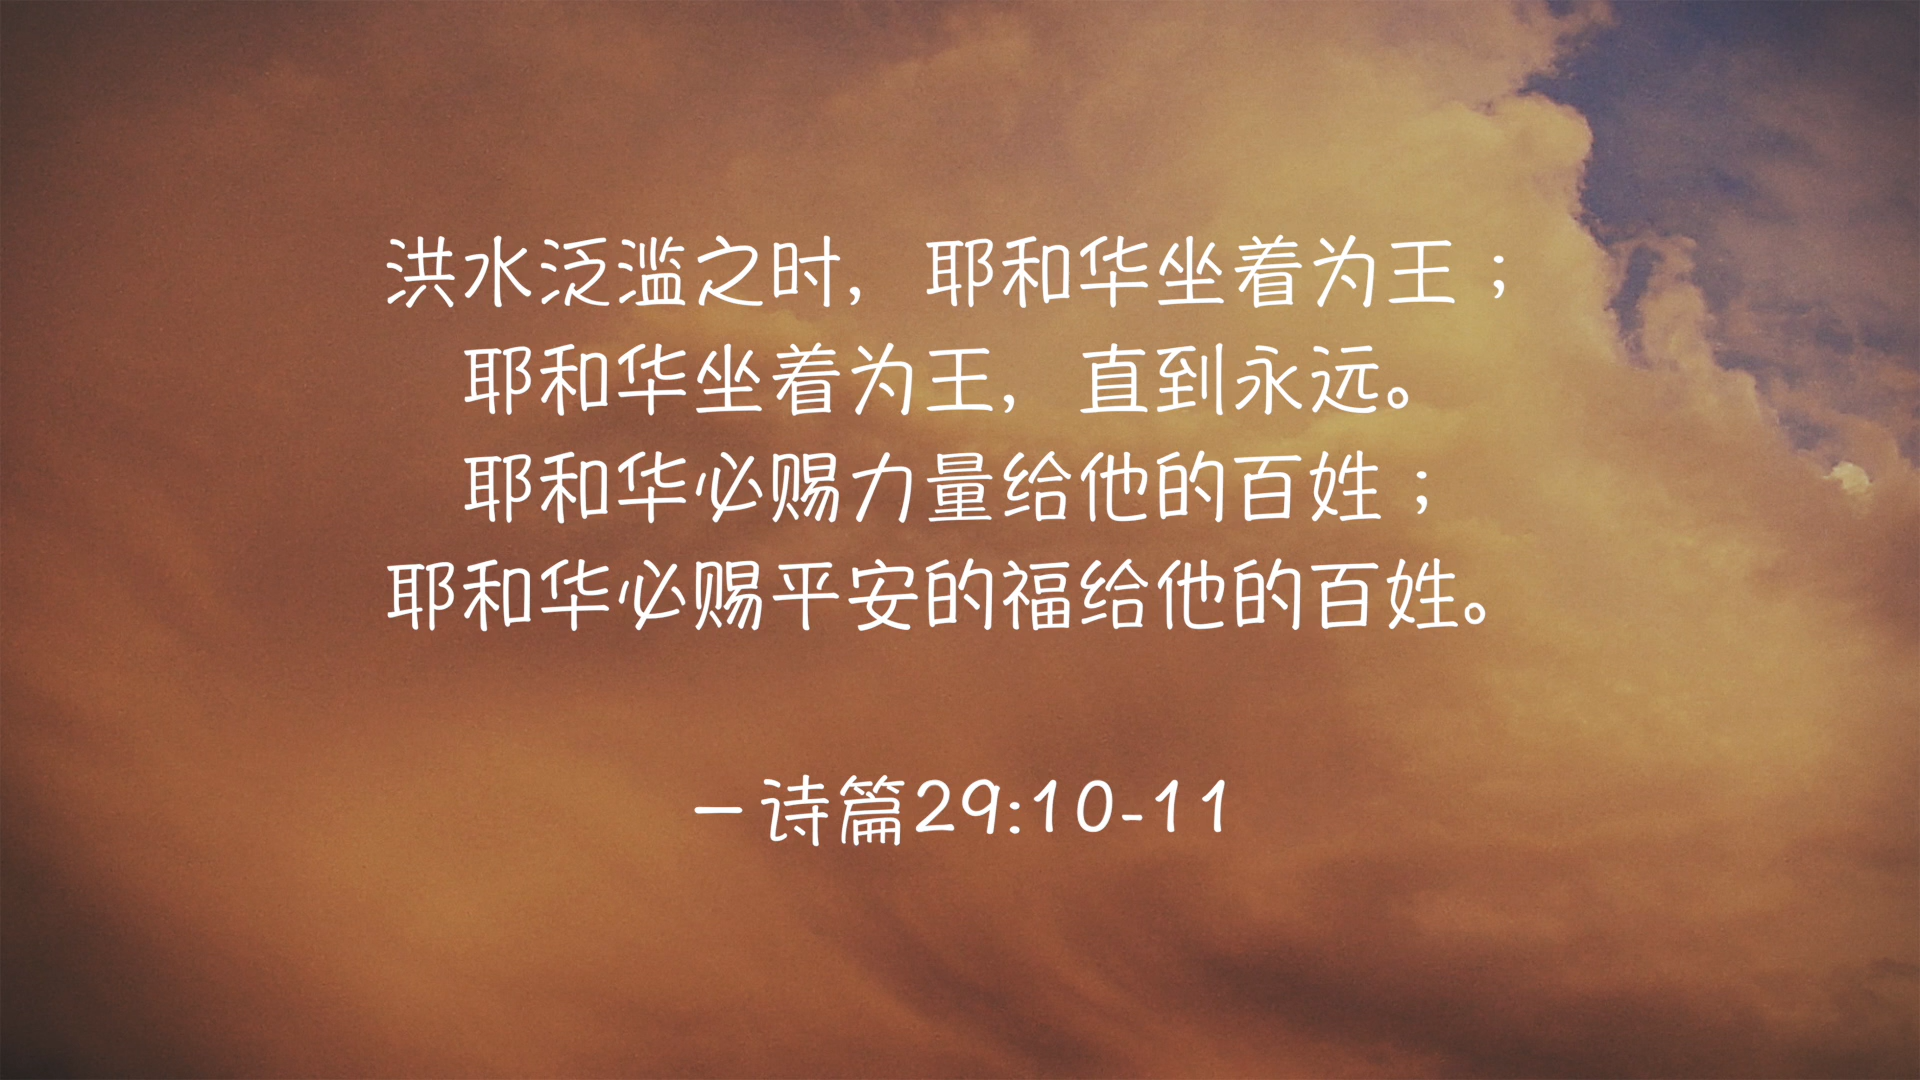 洪水泛滥之时，耶和华坐着为王；
耶和华坐着为王，直到永远。
耶和华必赐力量给他的百姓；
耶和华必赐平安的福给他的百姓。
– 诗篇29:10-11